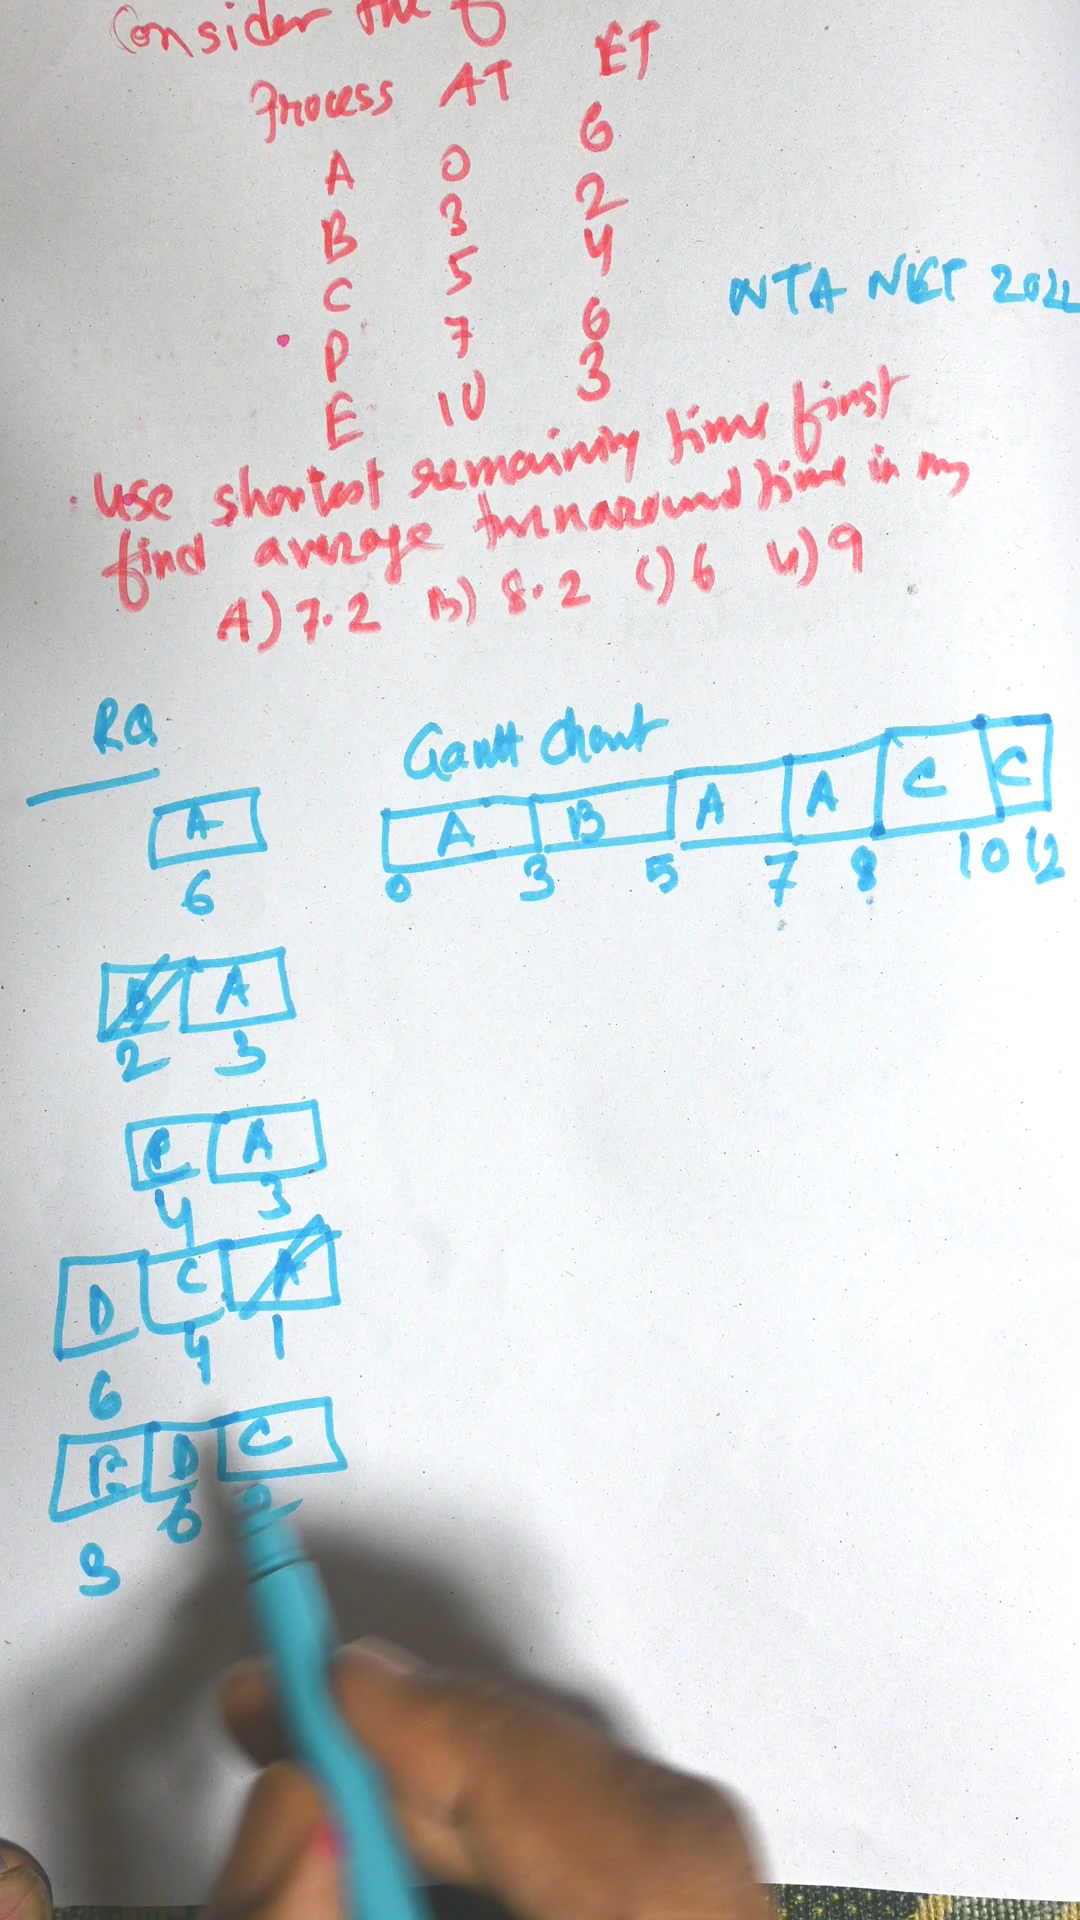 Consider the f
Process AT ET
A 0 6
B 3 2
C 5 4
P 7 6
E 10 3
NTA NET 202
Use shortest remaining time first
find average turnaround time in ms
A) 7.2 B) 8.2 C) 6 4) 9
RQ
Gantt Chart
A
6
A B A A C C
0 3 5 7 8 10 12
B A
2 3
C A
4 3
D C A
6 4 1
E D C
3 6